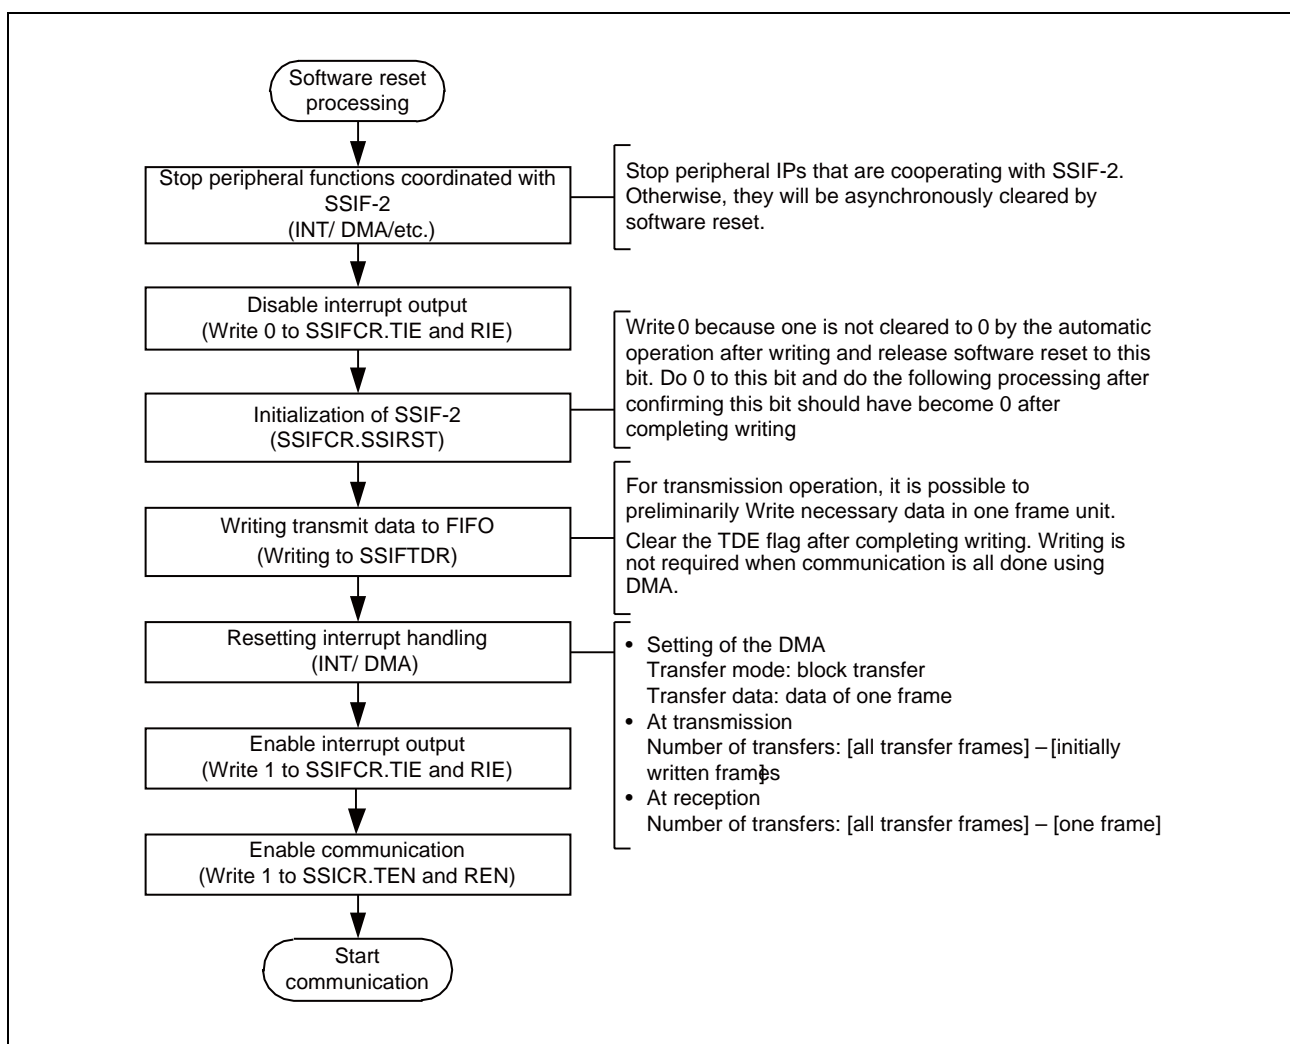 Software reset
processing
Stop peripheral functions coordinated with
SSIF-2
(INT/ DMA/etc.)
Stop peripheral IPs that are cooperating with SSIF-2.
Otherwise, they will be asynchronously cleared by
software reset.
Disable interrupt output
(Write 0 to SSIFCR.TIE and RIE)
Initialization of SSIF-2
(SSIFCR.SSIRST)
Write 0 because one is not cleared to 0 by the automatic
operation after writing and release software reset to this
bit. Do 0 to this bit and do the following processing after
confirming this bit should have become 0 after
completing writing
Writing transmit data to FIFO
(Writing to SSIFTDR)
For transmission operation, it is possible to
preliminarily Write necessary data in one frame unit.
Clear the TDE flag after completing writing. Writing is
not required when communication is all done using
DMA.
Resetting interrupt handling
(INT/ DMA)
• Setting of the DMA
Transfer mode: block transfer
Transfer data: data of one frame
• At transmission
Number of transfers: [all transfer frames] – [initially
written frames]
• At reception
Number of transfers: [all transfer frames] – [one frame]
Enable interrupt output
(Write 1 to SSIFCR.TIE and RIE)
Enable communication
(Write 1 to SSICR.TEN and REN)
Start
communication